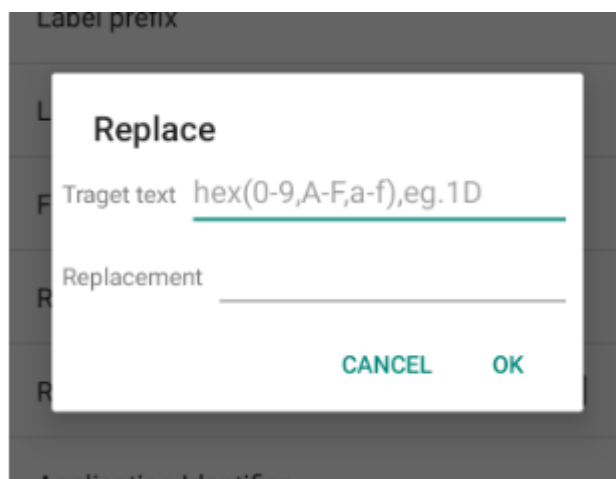 Label prefix
L
Replace
F
Traget text hex(0-9,A-F,a-f),eg.1D
R
Replacement
R
CANCEL OK